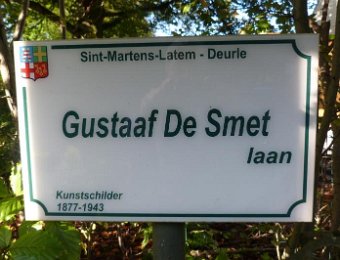 Sint-Martens-Latem - Deurle
Gustaaf De Smet
laan
Kunstschilder
1877-1943